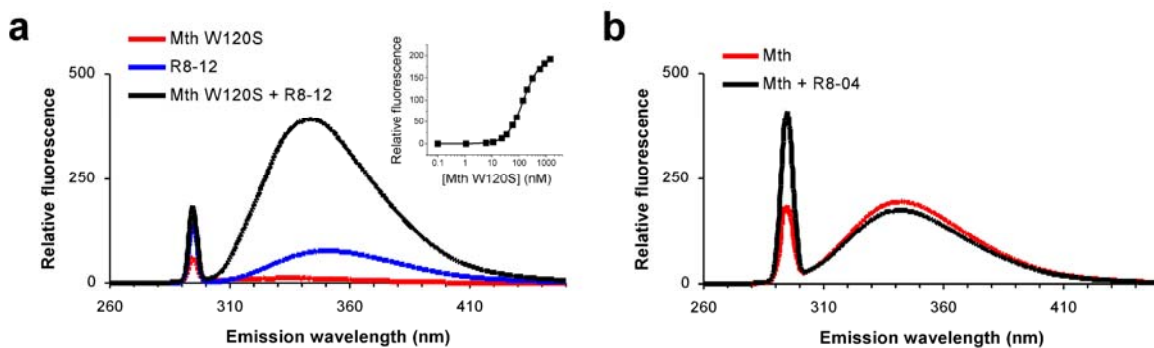 a
Mth W120S
R8-12
Mth W120S + R8-12
500
250
0
Relative fluorescence
260
310
360
410
Emission wavelength (nm)
200
150
100
50
0
Relative fluorescence
0.1
1
10
100
1000
[Mth W120S] (nM)
b
Mth
Mth + R8-04
500
250
0
Relative fluorescence
260
310
360
410
Emission wavelength (nm)